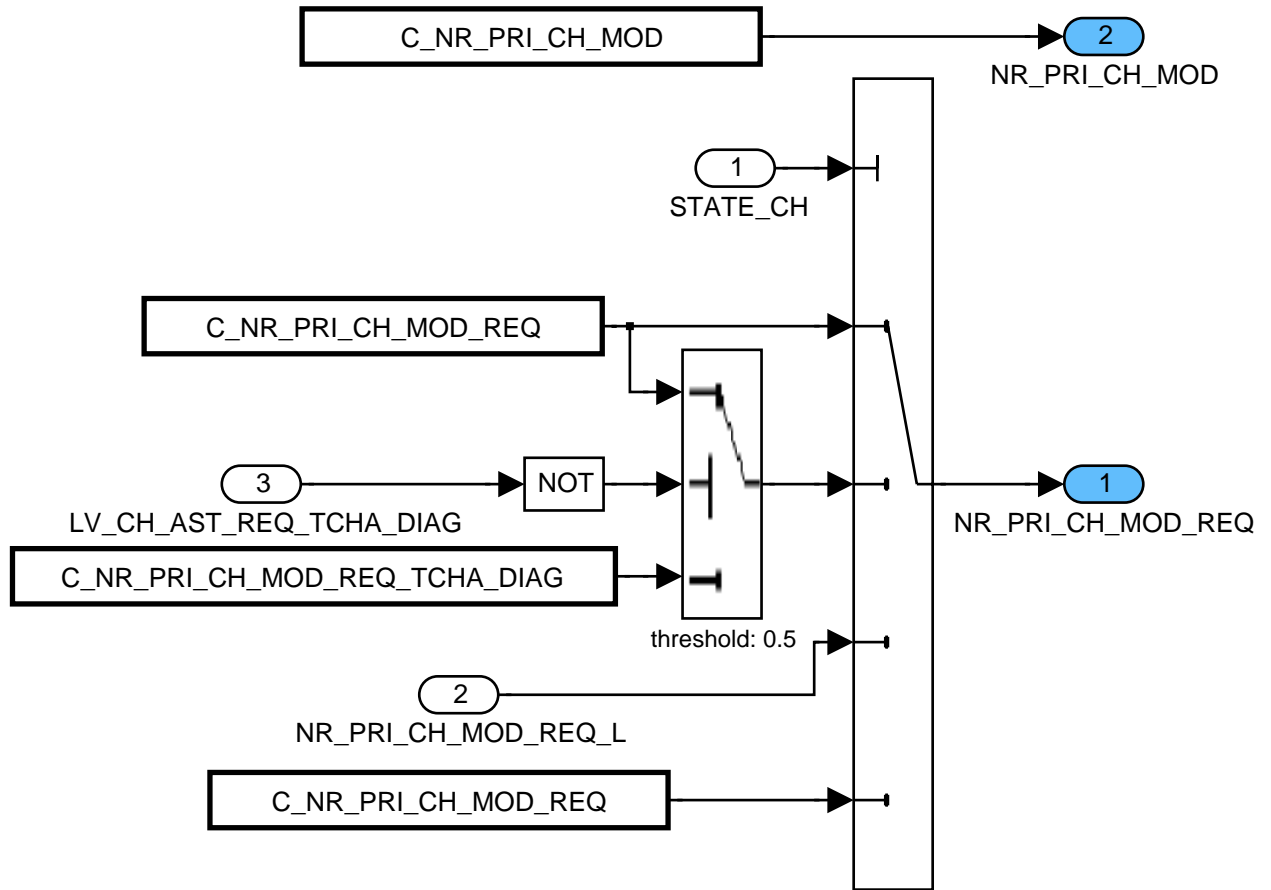 C_NR_PRI_CH_MOD
2
NR_PRI_CH_MOD
1
STATE_CH
C_NR_PRI_CH_MOD_REQ
3
NOT
LV_CH_AST_REQ_TCHA_DIAG
1
NR_PRI_CH_MOD_REQ
C_NR_PRI_CH_MOD_REQ_TCHA_DIAG
threshold: 0.5
2
NR_PRI_CH_MOD_REQ_L
C_NR_PRI_CH_MOD_REQ